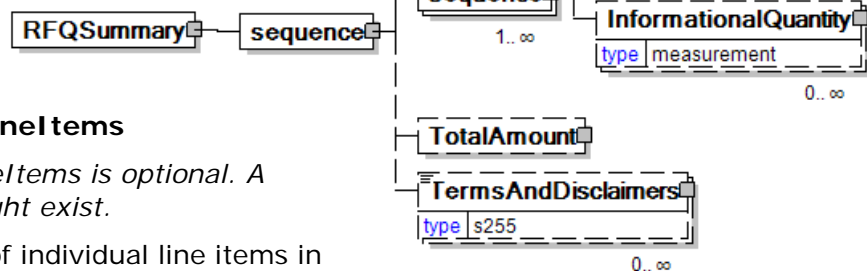 InformationalQuantity
type measurement
0.. ∞
RFQSummary
sequence
1.. ∞
TotalAmount
TermsAndDisclaimers
type s255
0.. ∞
neItems
eItems is optional. A
ht exist.
of individual line items in